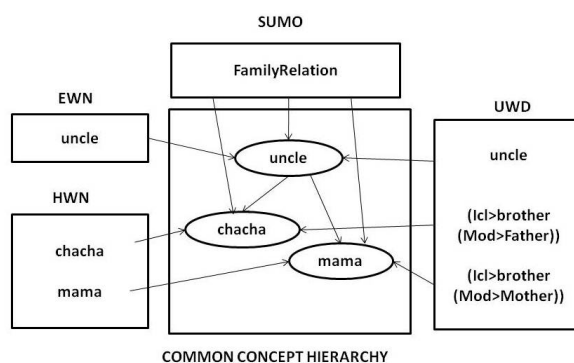 SUMO
FamilyRelation
EWN
uncle
UWD
uncle
uncle
HWN
chacha
chacha
(Icl>brother
(Mod>Father))
mama
mama
(Icl>brother
(Mod>Mother))
COMMON CONCEPT HIERARCHY